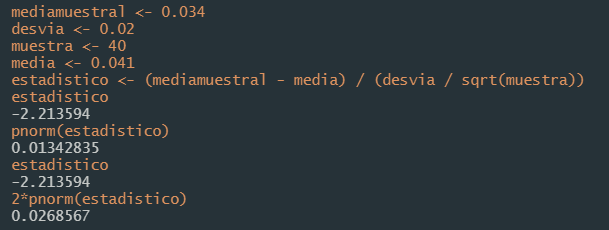 mediamuestral <- 0.034
desvia <- 0.02
muestra <- 40
media <- 0.041
estadistico <- (mediamuestral - media) / (desvia / sqrt(muestra))
estadistico
-2.213594
pnorm(estadistico)
0.01342835
estadistico
-2.213594
2*pnorm(estadistico)
0.0268567